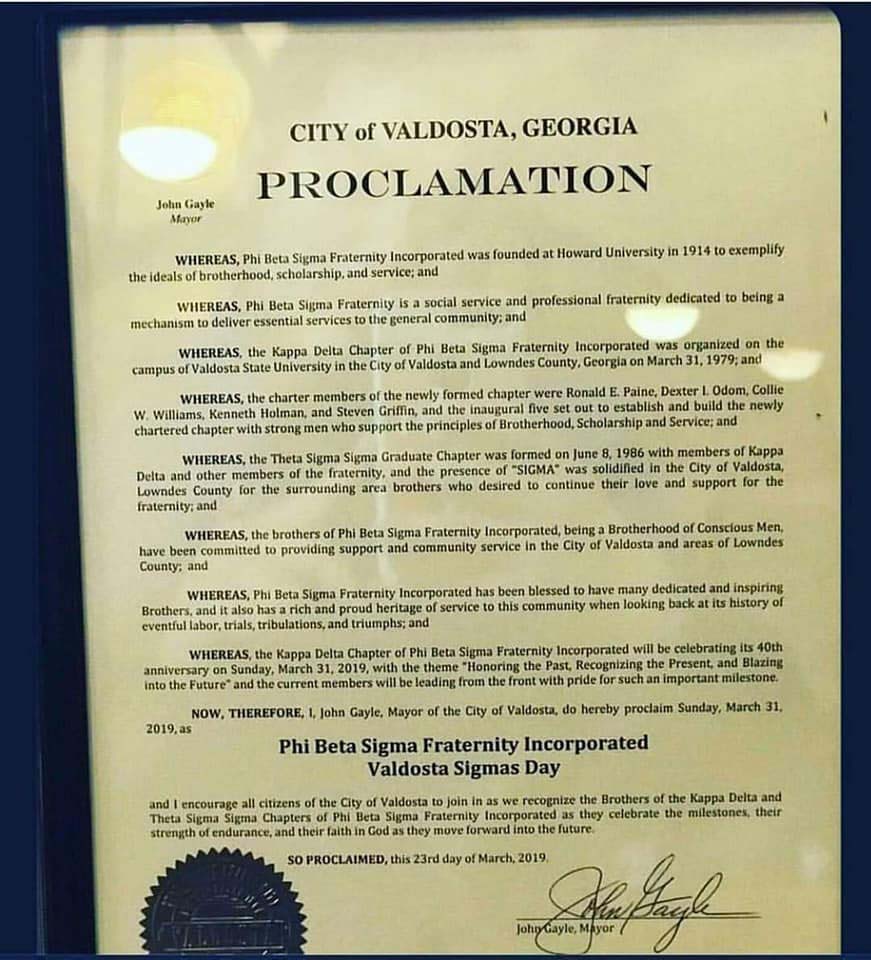 CITY of VALDOSTA, GEORGIA
PROCLAMATION
John Gayle
Mayor
WHEREAS, Phi Beta Sigma Fraternity Incorporated was founded at Howard University in 1914 to exemplify
the ideals of brotherhood, scholarship, and service; and
WHEREAS, Phi Beta Sigma Fraternity is a social service and professional fraternity dedicated to being a
mechanism to deliver essential services to the general community; and
WHEREAS, the Kappa Delta Chapter of Phi Beta Sigma Fraternity Incorporated was organized on the
campus of Valdosta State University in the City of Valdosta and Lowndes County, Georgia on March 31, 1979; and
WHEREAS, the charter members of the newly formed chapter were Ronald E. Paine, Dexter I. Odom, Collie
W. Williams, Kenneth Holman, and Steven Griffin, and the inaugural five set out to establish and build the newly
chartered chapter with strong men who support the principles of Brotherhood, Scholarship and Service; and
WHEREAS, the Theta Sigma Sigma Graduate Chapter was formed on June 8, 1986 with members of Kappa
Delta and other members of the fraternity, and the presence of "SIGMA" was solidified in the City of Valdosta,
Lowndes County for the surrounding area brothers who desired to continue their love and support for the
fraternity; and
WHEREAS, the brothers of Phi Beta Sigma Fraternity Incorporated, being a Brotherhood of Conscious Men,
have been committed to providing support and community service in the City of Valdosta and areas of Lowndes
County; and
WHEREAS, Phi Beta Sigma Fraternity Incorporated has been blessed to have many dedicated and inspiring
Brothers, and it also has a rich and proud heritage of service to this community when looking back at its history of
eventful labor, trials, tribulations, and triumphs; and
WHEREAS, the Kappa Delta Chapter of Phi Beta Sigma Fraternity Incorporated will be celebrating its 40th
anniversary on Sunday, March 31, 2019, with the theme "Honoring the Past, Recognizing the Present, and Blazing
into the Future" and the current members will be leading from the front with pride for such an important milestone.
NOW, THEREFORE, I, John Gayle, Mayor of the City of Valdosta, do hereby proclaim Sunday, March 31,
2019, as
Phi Beta Sigma Fraternity Incorporated
Valdosta Sigmas Day
and I encourage all citizens of the City of Valdosta to join in as we recognize the Brothers of the Kappa Delta and
Theta Sigma Sigma Chapters of Phi Beta Sigma Fraternity Incorporated as they celebrate the milestones, their
strength of endurance, and their faith in God as they move forward into the future.
SO PROCLAIMED, this 23rd day of March, 2019.
John Gayle
John Gayle, Mayor
VALDOSTA